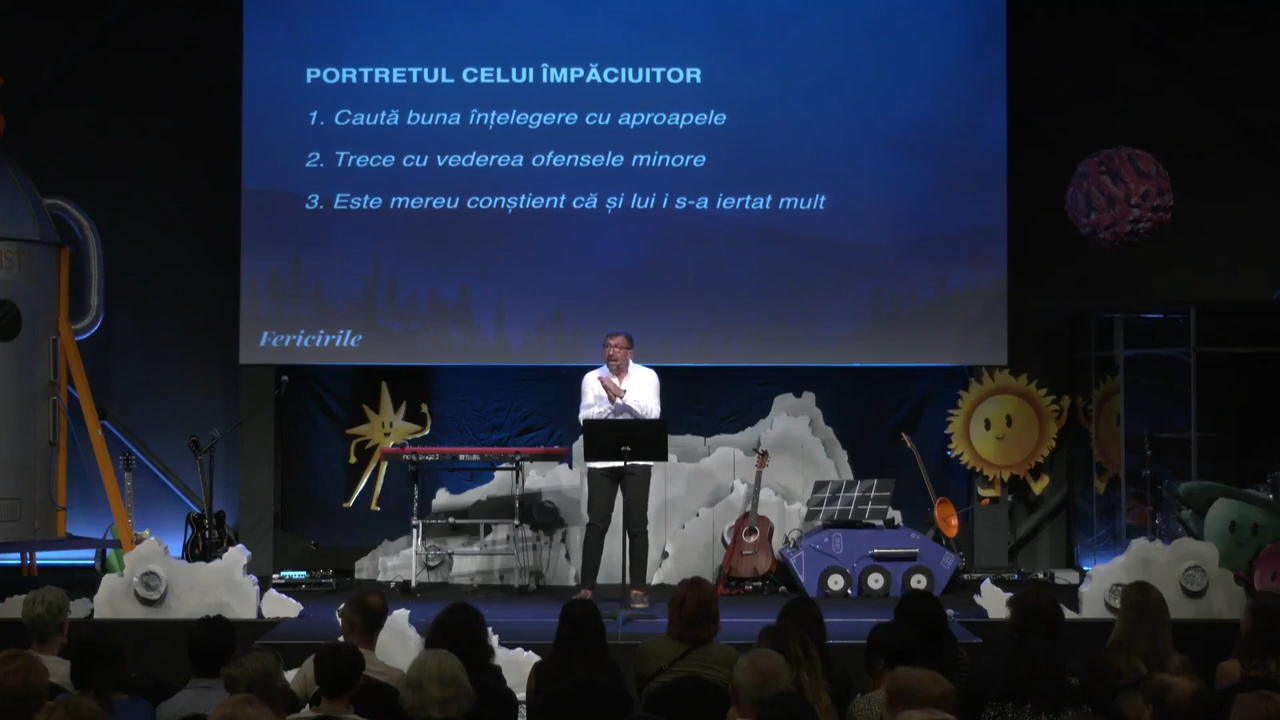 PORTRETUL CELUI ÎMPĂCIUITOR
1. Caută buna înțelegere cu aproapele
2. Trece cu vederea ofensele minore
3. Este mereu conștient că și lui i s-a iertat mult
Fericirile